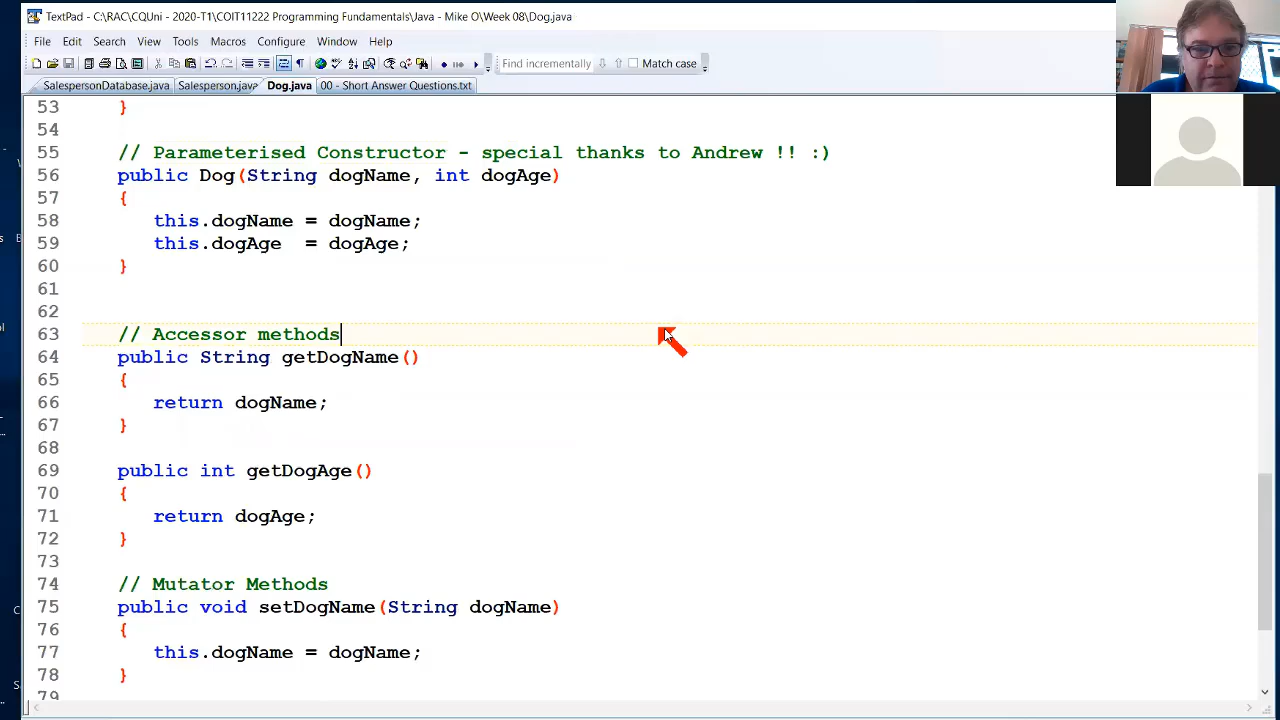 TextPad - C:\RAC\CQUni - 2020-T1\COIT11222 Programming Fundamentals\Java - Mike O\Week 08\Dog.java
File Edit Search View Tools Macros Configure Window Help
Find incrementally Match case
SalespersonDatabase.java Salesperson.java Dog.java 00 - Short Answer Questions.txt
53 }
54
55 // Parameterised Constructor - special thanks to Andrew !! :)
56 public Dog(String dogName, int dogAge)
57 {
58 this.dogName = dogName;
59 this.dogAge  = dogAge;
60 }
61
62
63 // Accessor methods
64 public String getDogName()
65 {
66 return dogName;
67 }
68
69 public int getDogAge()
70 {
71 return dogAge;
72 }
73
74 // Mutator Methods
75 public void setDogName(String dogName)
76 {
77 this.dogName = dogName;
78 }
79